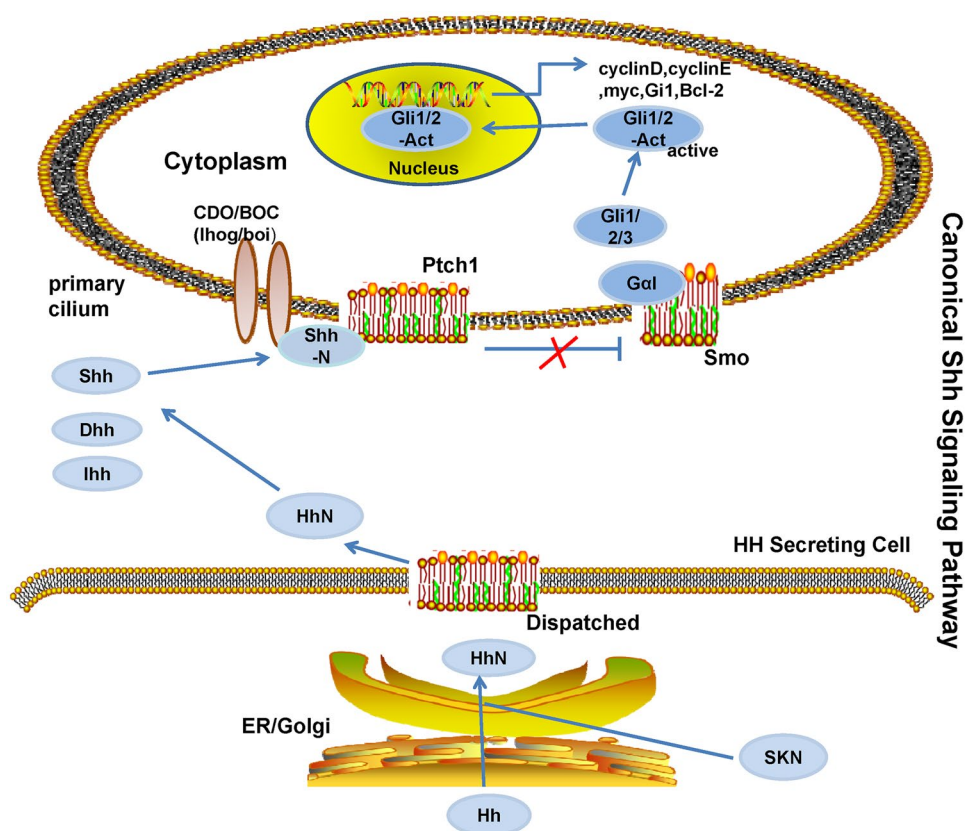 cyclinD,cyclinE
,myc,Gi1,Bcl-2
Gli1/2
-Act
Nucleus
Gli1/2
-Act
active
Cytoplasm
Gli1/
2/3
CDO/BOC
(Ihog/boi)
Ptch1
GαI
primary
cilium
Shh
-N
Smo
Shh
Dhh
Ihh
HhN
HH Secreting Cell
Dispatched
HhN
ER/Golgi
SKN
Hh
Canonical Shh Signaling Pathway